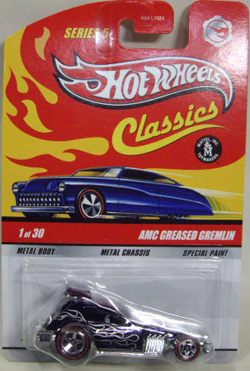 SERIES 5
Hot Wheels
Classics
1 of 30
AMC GREASED GREMLIN
METAL BODY METAL CHASSIS SPECIAL PAINT